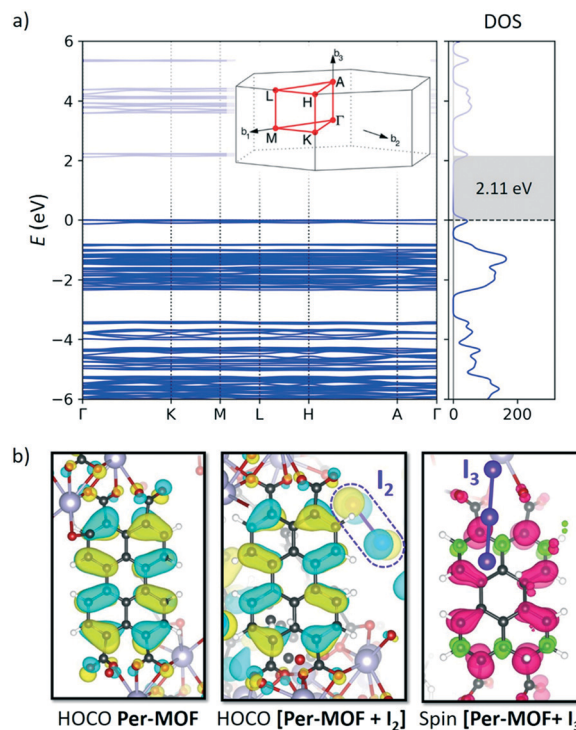 a)
DOS
6
4
2
0
−2
−4
−6
E (eV)
b₃
A
L
H
Γ
b₁
M
K
b₂
2.11 eV
Γ K M L H A Γ
0 200
b)
I₂
I₃
HOCO Per-MOF
HOCO [Per-MOF + I₂]
Spin [Per-MOF+ I₃